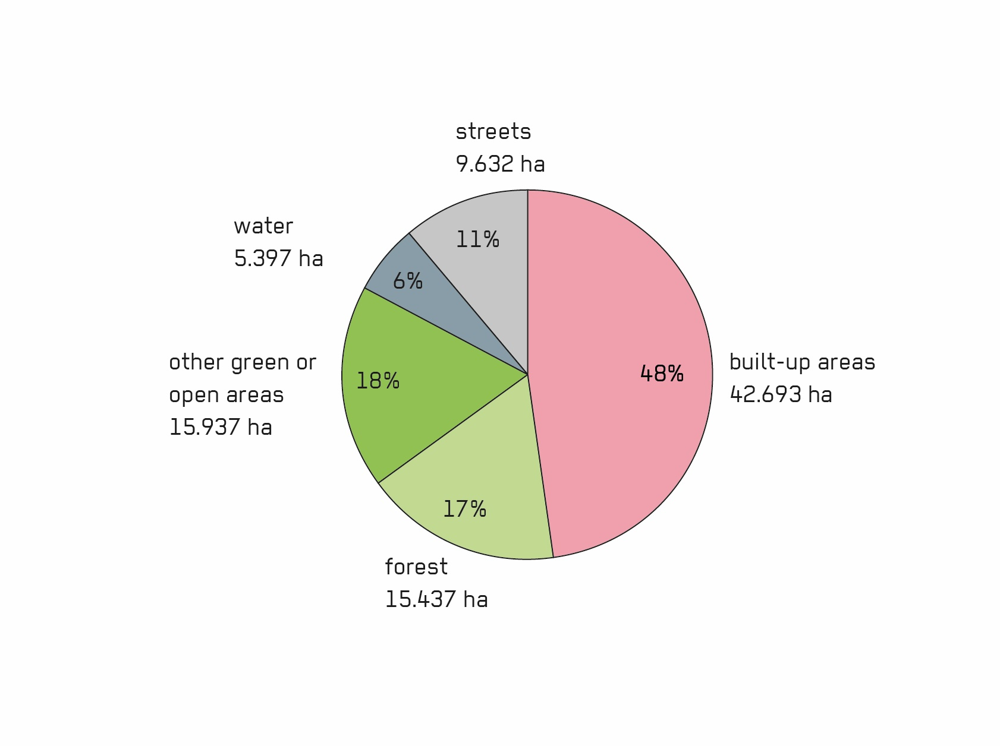 streets
9.632 ha
11%
water
5.397 ha
6%
other green or
open areas
15.937 ha
18%
48%
built-up areas
42.693 ha
17%
forest
15.437 ha